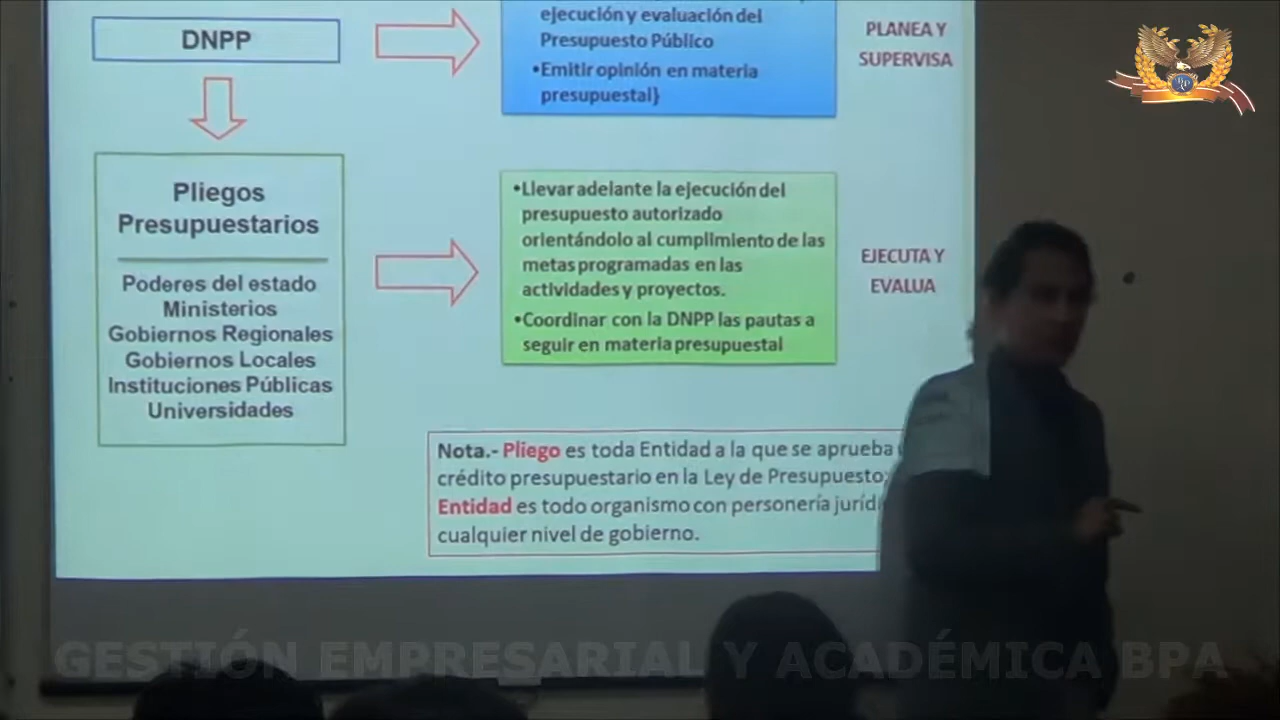 DNPP
ejecución y evaluación del
Presupuesto Público
•Emitir opinión en materia
presupuestal}
PLANEA Y
SUPERVISA
Pliegos
Presupuestarios
Poderes del estado
Ministerios
Gobiernos Regionales
Gobiernos Locales
Instituciones Públicas
Universidades
•Llevar adelante la ejecución del
presupuesto autorizado
orientándolo al cumplimiento de las
metas programadas en las
actividades y proyectos.
•Coordinar con la DNPP las pautas a
seguir en materia presupuestal
EJECUTA Y
EVALUA
Nota.- Pliego es toda Entidad a la que se aprueba
crédito presupuestario en la Ley de Presupuesto;
Entidad es todo organismo con personería jurídi
cualquier nivel de gobierno.
GESTIÓN EMPRESARIAL Y ACADÉMICA BPA